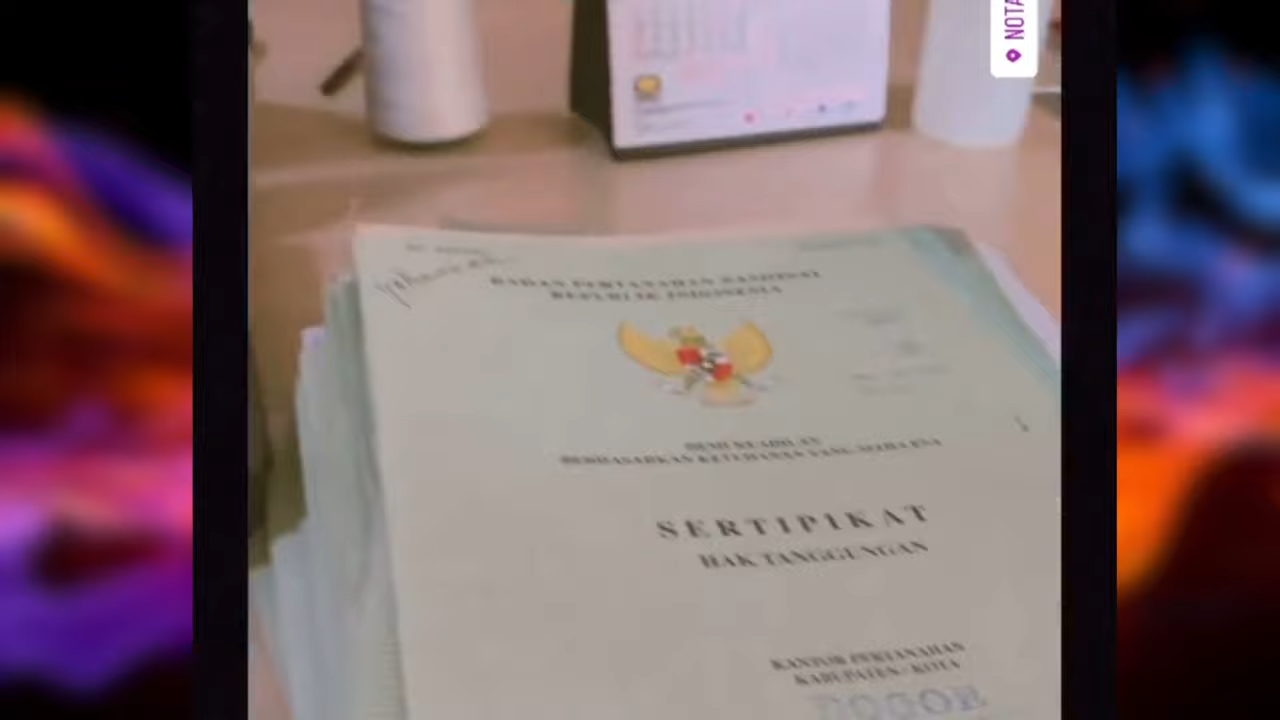 NOTA
BADAN PERTANAHAN NASIONAL
REPUBLIK INDONESIA
DEMI KEADILAN
BERDASARKAN KETUHANAN YANG MAHA ESA
SERTIPIKAT
HAK TANGGUNGAN
KANTOR PERTANAHAN
KABUPATEN / KOTA
BOGOR